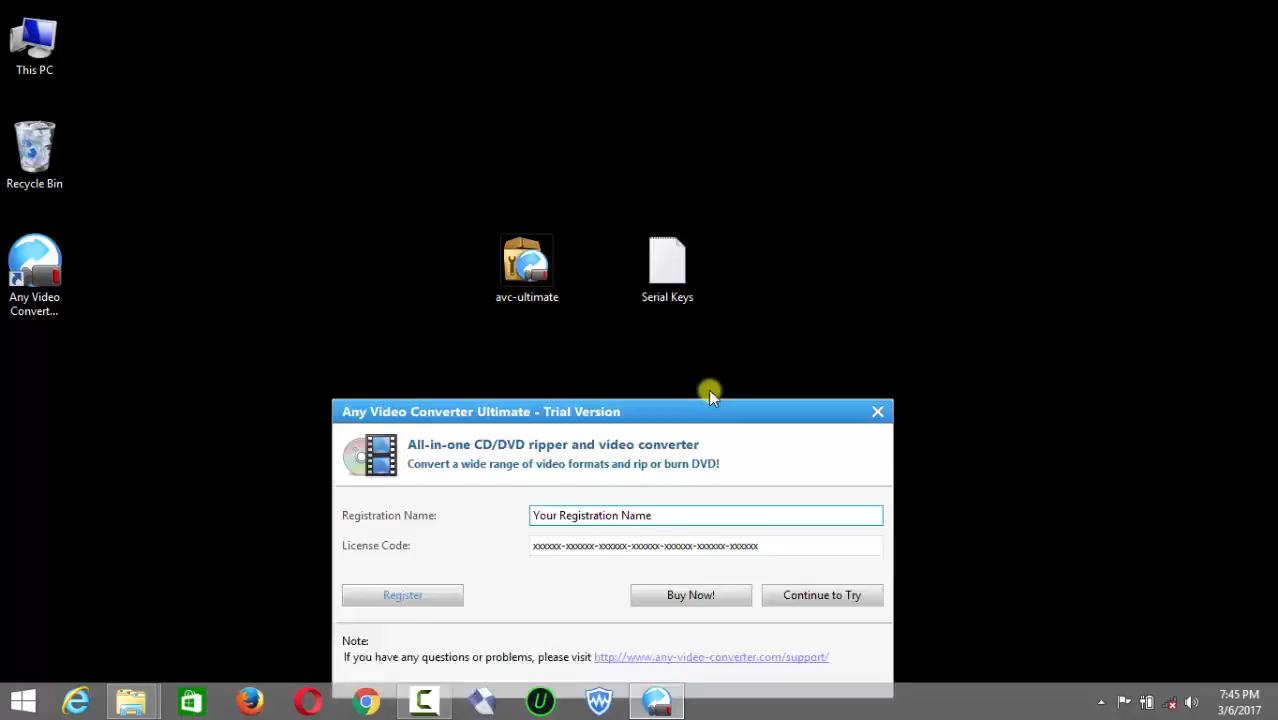 This PC
Recycle Bin
Any Video
Convert...
avc-ultimate
Serial Keys
Any Video Converter Ultimate - Trial Version
All-in-one CD/DVD ripper and video converter
Convert a wide range of video formats and rip or burn DVD!
Registration Name:
Your Registration Name
License Code:
xxxxxx-xxxxxx-xxxxxx-xxxxxx-xxxxxx-xxxxxx-xxxxxx
Register
Buy Now!
Continue to Try
Note:
If you have any questions or problems, please visit http://www.any-video-converter.com/support/
7:45 PM
3/6/2017